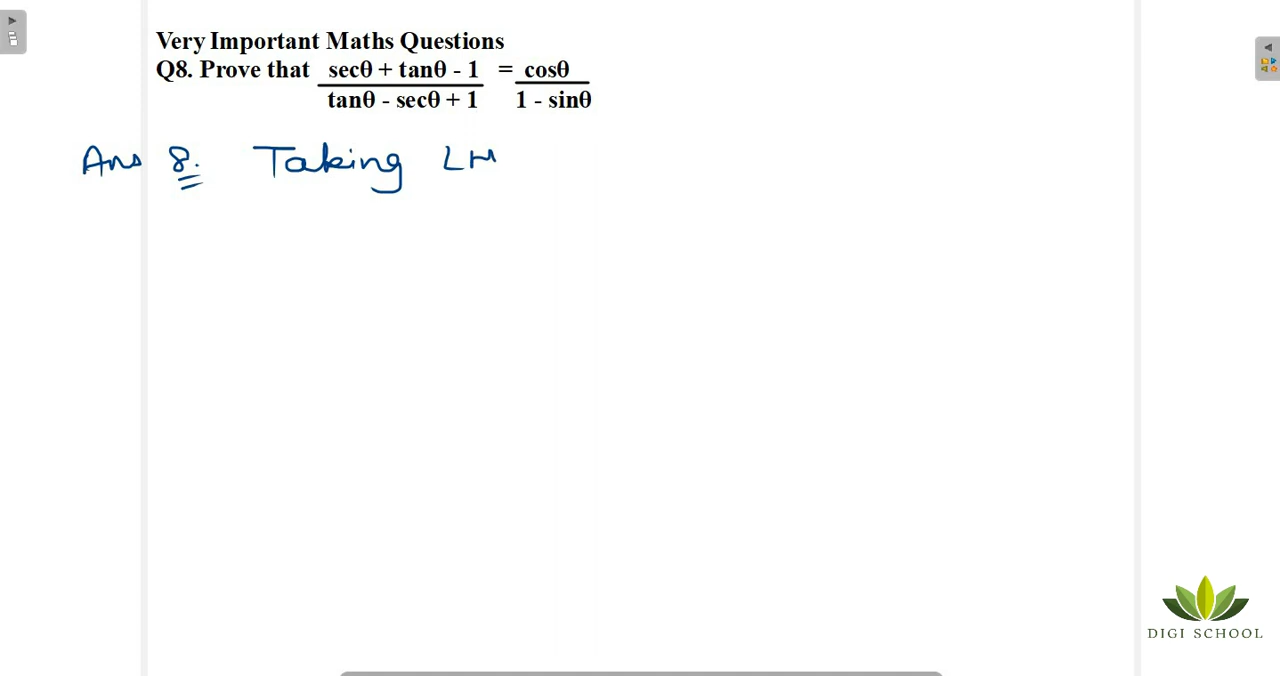 Very Important Maths Questions
Q8. Prove that secθ + tanθ - 1 = cosθ
tanθ - secθ + 1 1 - sinθ
Ans 8. Taking LH
DIGI SCHOOL